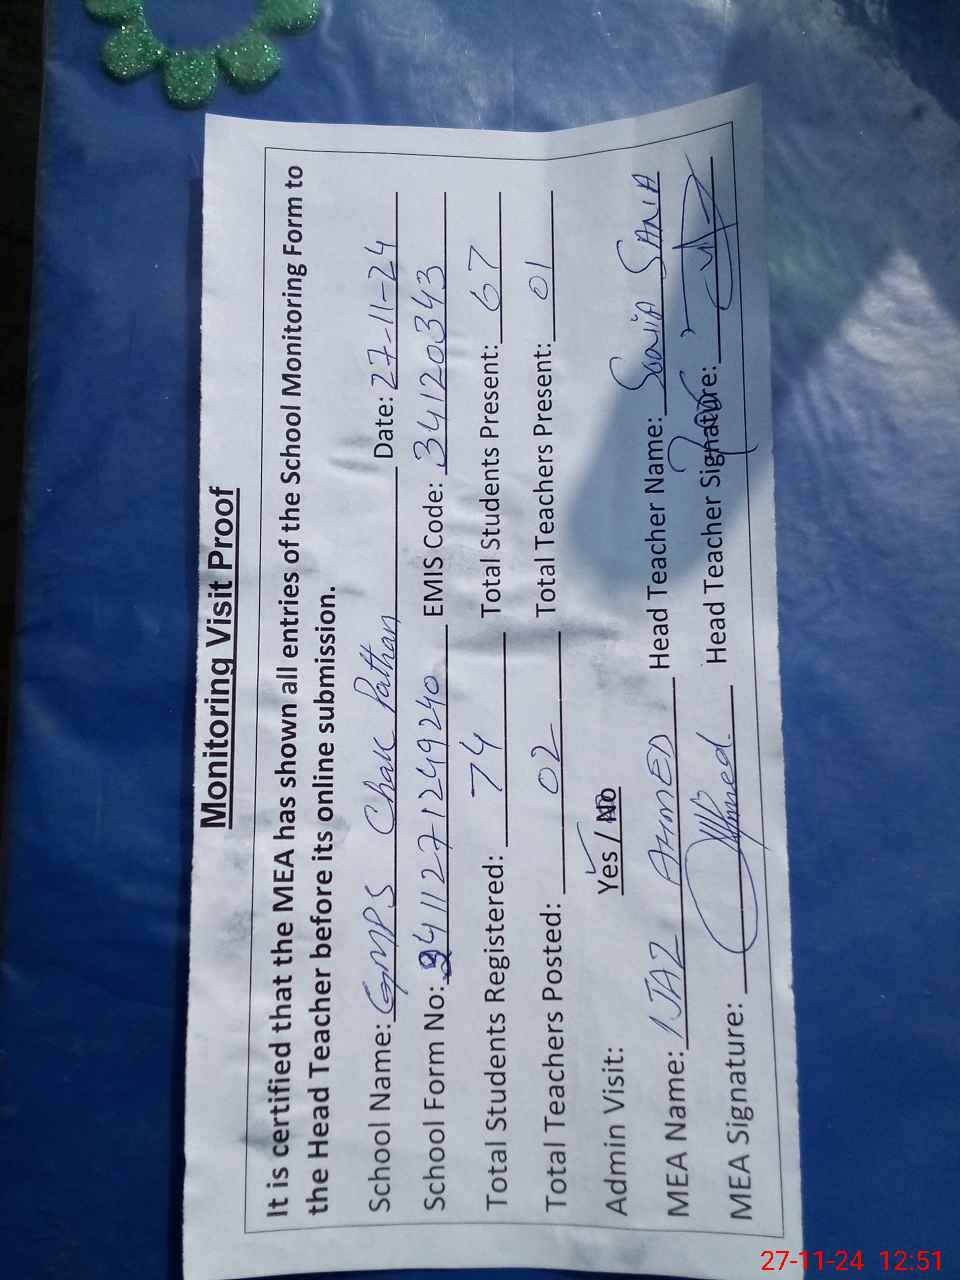 Monitoring Visit Proof
It is certified that the MEA has shown all entries of the School Monitoring Form to
the Head Teacher before its online submission.
School Name: GMPS Chak Pathan Date: 27-11-24
School Form No: 2411271249240 EMIS Code: 34120343
Total Students Registered: 74 Total Students Present: 67
Total Teachers Posted: 02 Total Teachers Present: 01
Admin Visit: Yes / No
MEA Name: IJAZ AHMED Head Teacher Name: SANIA
MEA Signature: Head Teacher Signature:
27-11-24 12:51